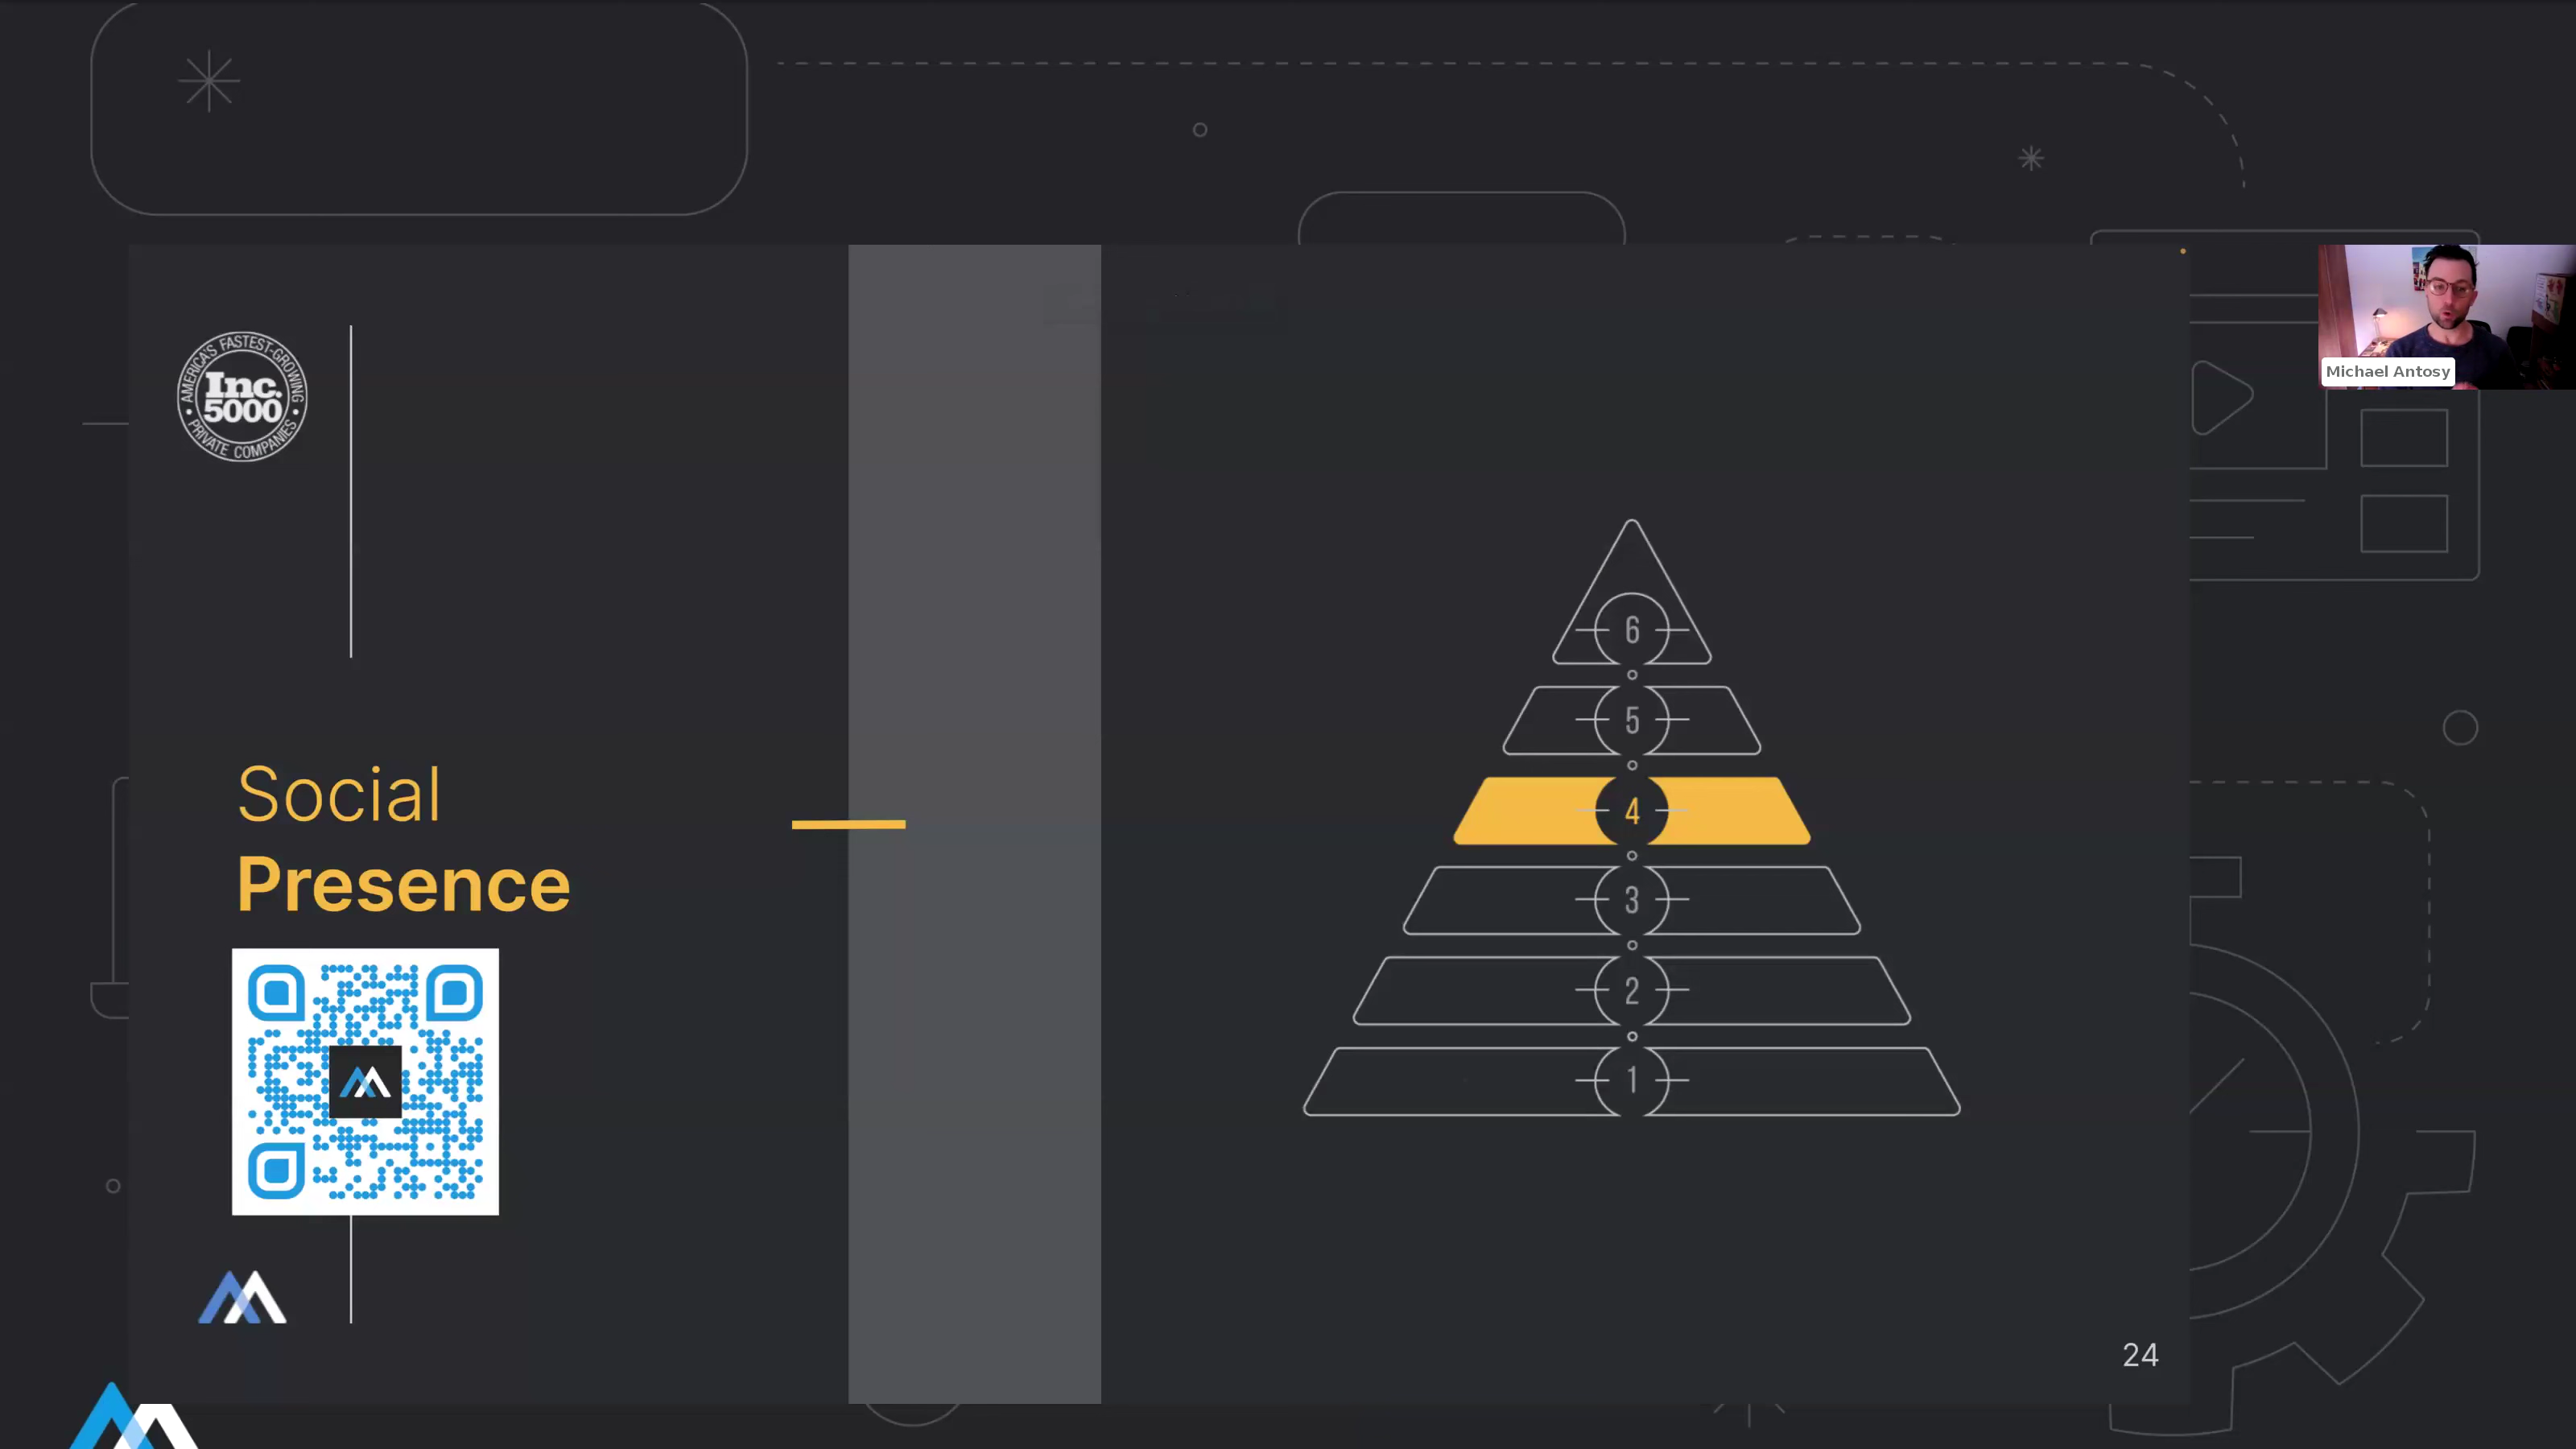 AMERICA'S FASTEST-GROWING
Inc.
5000
PRIVATE COMPANIES
Michael Antosy
Social
Presence
6
5
4
3
2
1
24